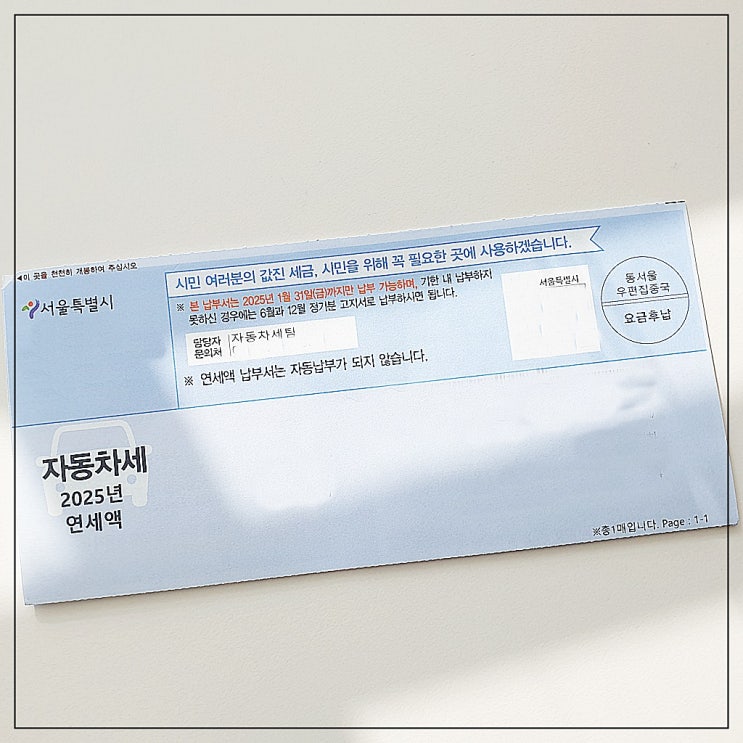 ◀이 곳을 천천히 개봉하여 주십시오
서울특별시
시민 여러분의 값진 세금, 시민을 위해 꼭 필요한 곳에 사용하겠습니다.
※ 본 납부서는 2025년 1월 31일(금)까지만 납부 가능하며, 기한 내 납부하지
못하신 경우에는 6월과 12월 정기분 고지서로 납부하시면 됩니다.
담당자
문의처
자동차세팀
※ 연세액 납부서는 자동납부가 되지 않습니다.
서울특별시
동서울
우편집중국
요금후납
자동차세
2025년
연세액
※총1매입니다. Page : 1-1